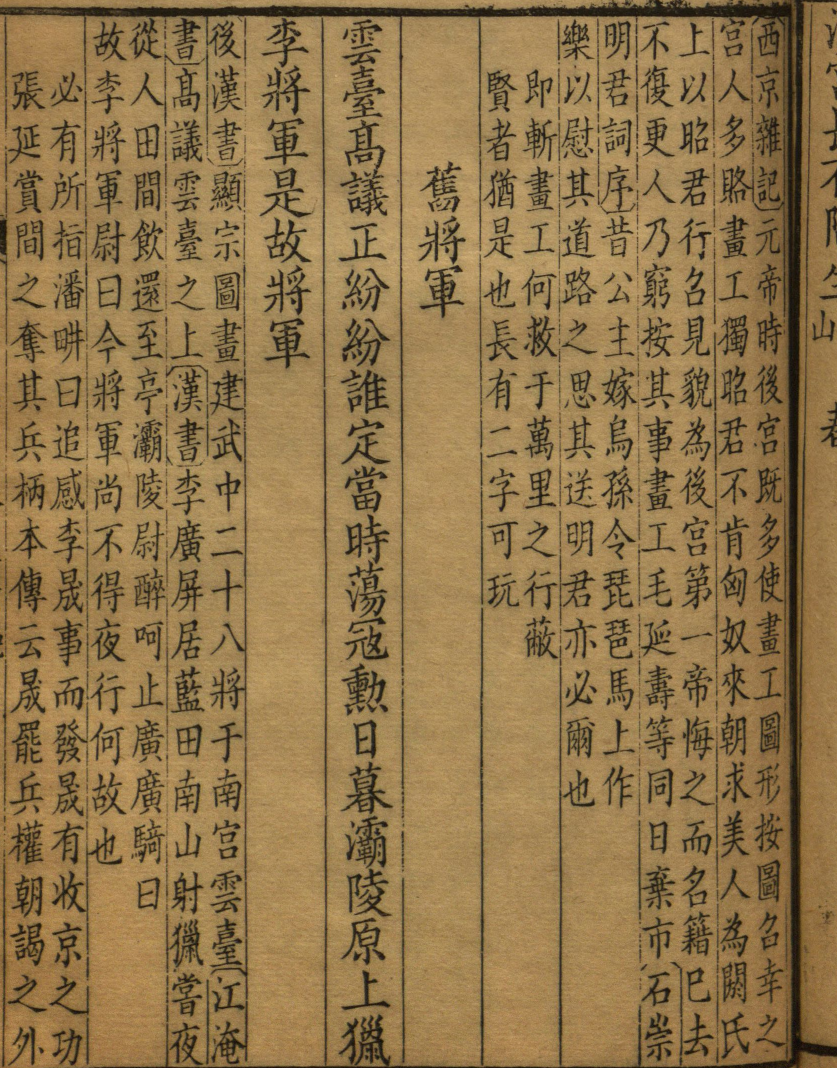 西京雜記元帝時後宮既多使畫工圖形按圖召幸之
宮人多賂畫工獨昭君不肯匈奴來朝求美人為閼氏
上以昭君行召見貌為後宮第一帝悔之而名籍已去
不復更人乃窮按其事畫工毛延壽等同日棄市石崇
明君詞序昔公主嫁烏孫令琵琶馬上作
樂以慰其道路之思其送明君亦必爾也
即斬畫工何救于萬里之行蔽
賢者猶是也長有二字可玩
舊將軍
雲臺高議正紛紛誰定當時蕩冦勲日暮灞陵原上獵
李將軍是故將軍
後漢書顯宗圖畫建武中二十八將于南宮雲臺江淹
書高議雲臺之上漢書李廣屏居藍田南山射獵嘗夜
從人田間飲還至亭灞陵尉醉呵止廣廣騎曰
故李將軍尉曰今將軍尚不得夜行何故也
必有所指潘畊曰追感李晟事而發晟有收京之功
張延賞間之奪其兵柄本傳云晟罷兵權朝謁之外